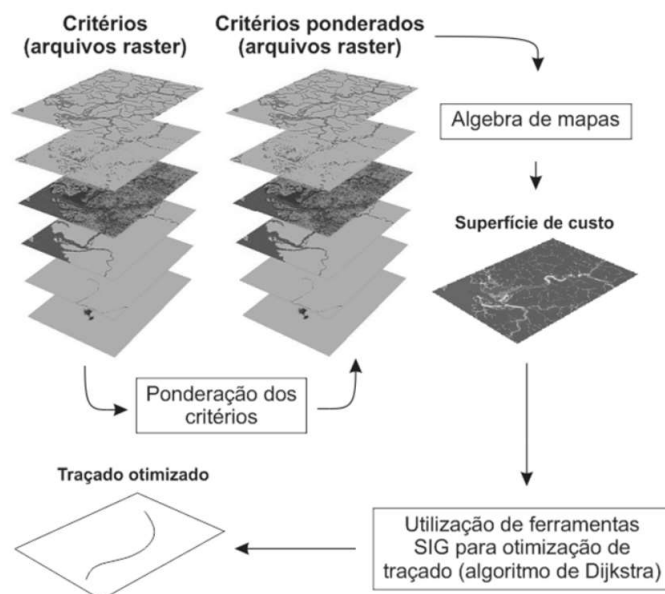 Critérios
(arquivos raster)
Critérios ponderados
(arquivos raster)
Algebra de mapas
Superfície de custo
Ponderação dos
critérios
Traçado otimizado
Utilização de ferramentas
SIG para otimização de
traçado (algoritmo de Dijkstra)